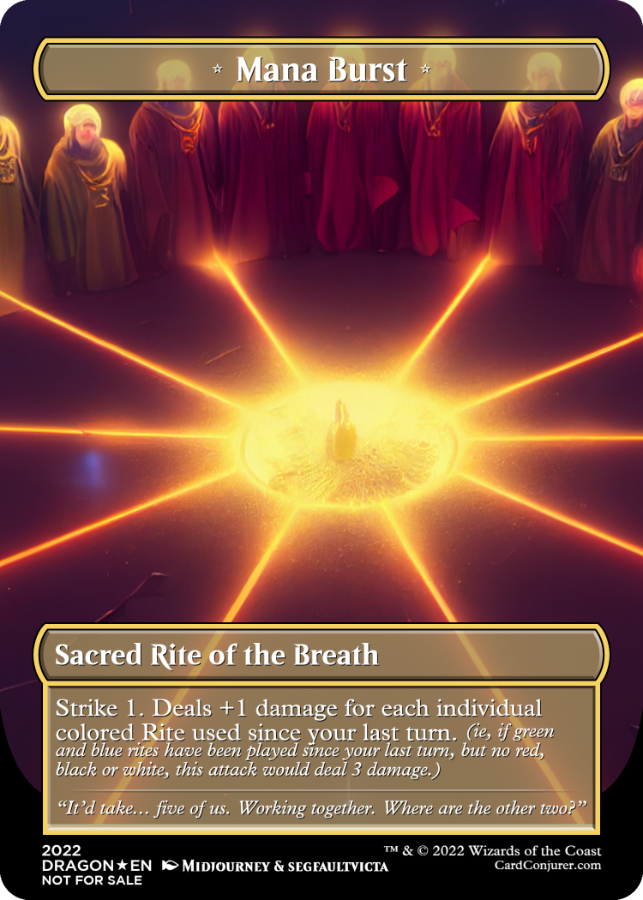 ☆ Mana Burst ☆
Sacred Rite of the Breath
Strike 1. Deals +1 damage for each individual
colored Rite used since your last turn. (ie, if green
and blue rites have been played since your last turn, but no red,
black or white, this attack would deal 3 damage.)
“It’d take... five of us. Working together. Where are the other two?”
2022
DRAGON★EN Midjourney & segfaultvicta
NOT FOR SALE
™ & © 2022 Wizards of the Coast
CardConjurer.com